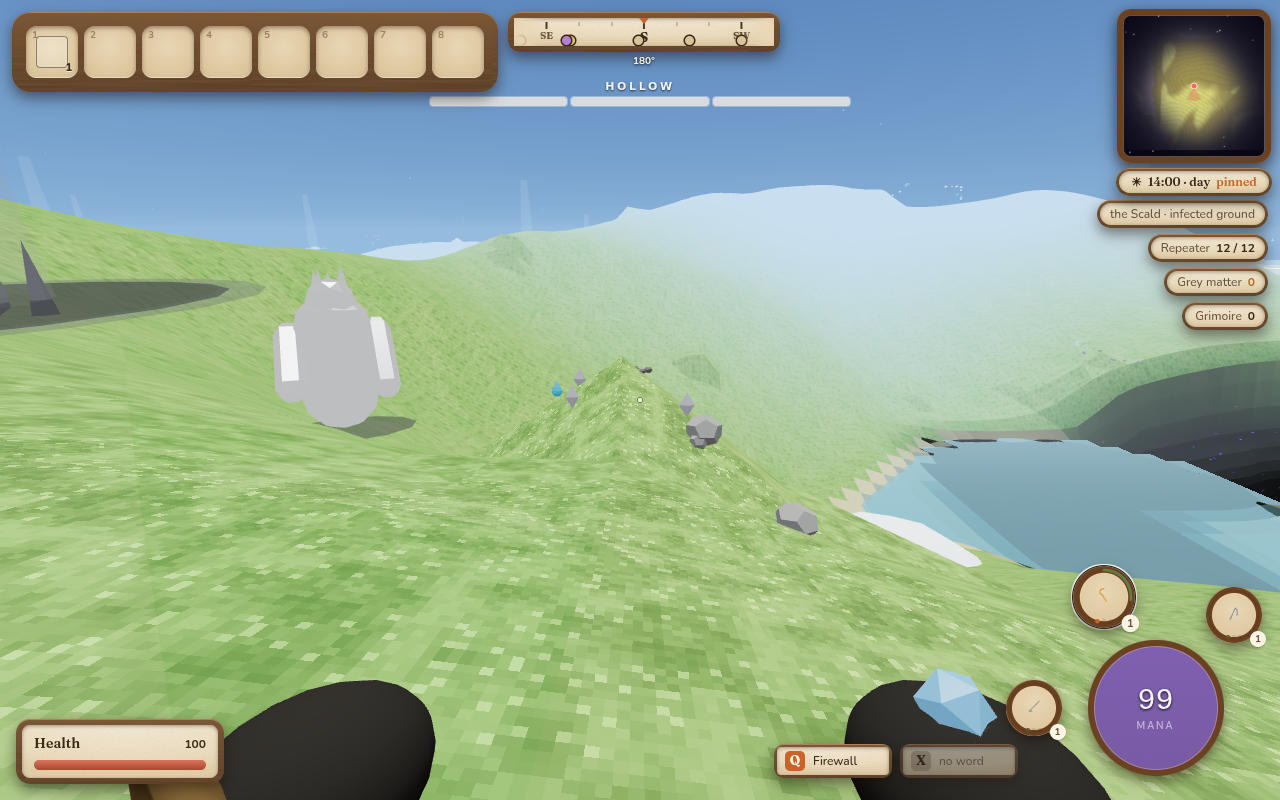 1 2 3 4 5 6 7 8
1
SE S SW
180°
HOLLOW
14:00 · day pinned
the Scald · infected ground
Repeater 12 / 12
Grey matter 0
Grimoire 0
1
1
99
MANA
1
Health 100
Q Firewall
X no word